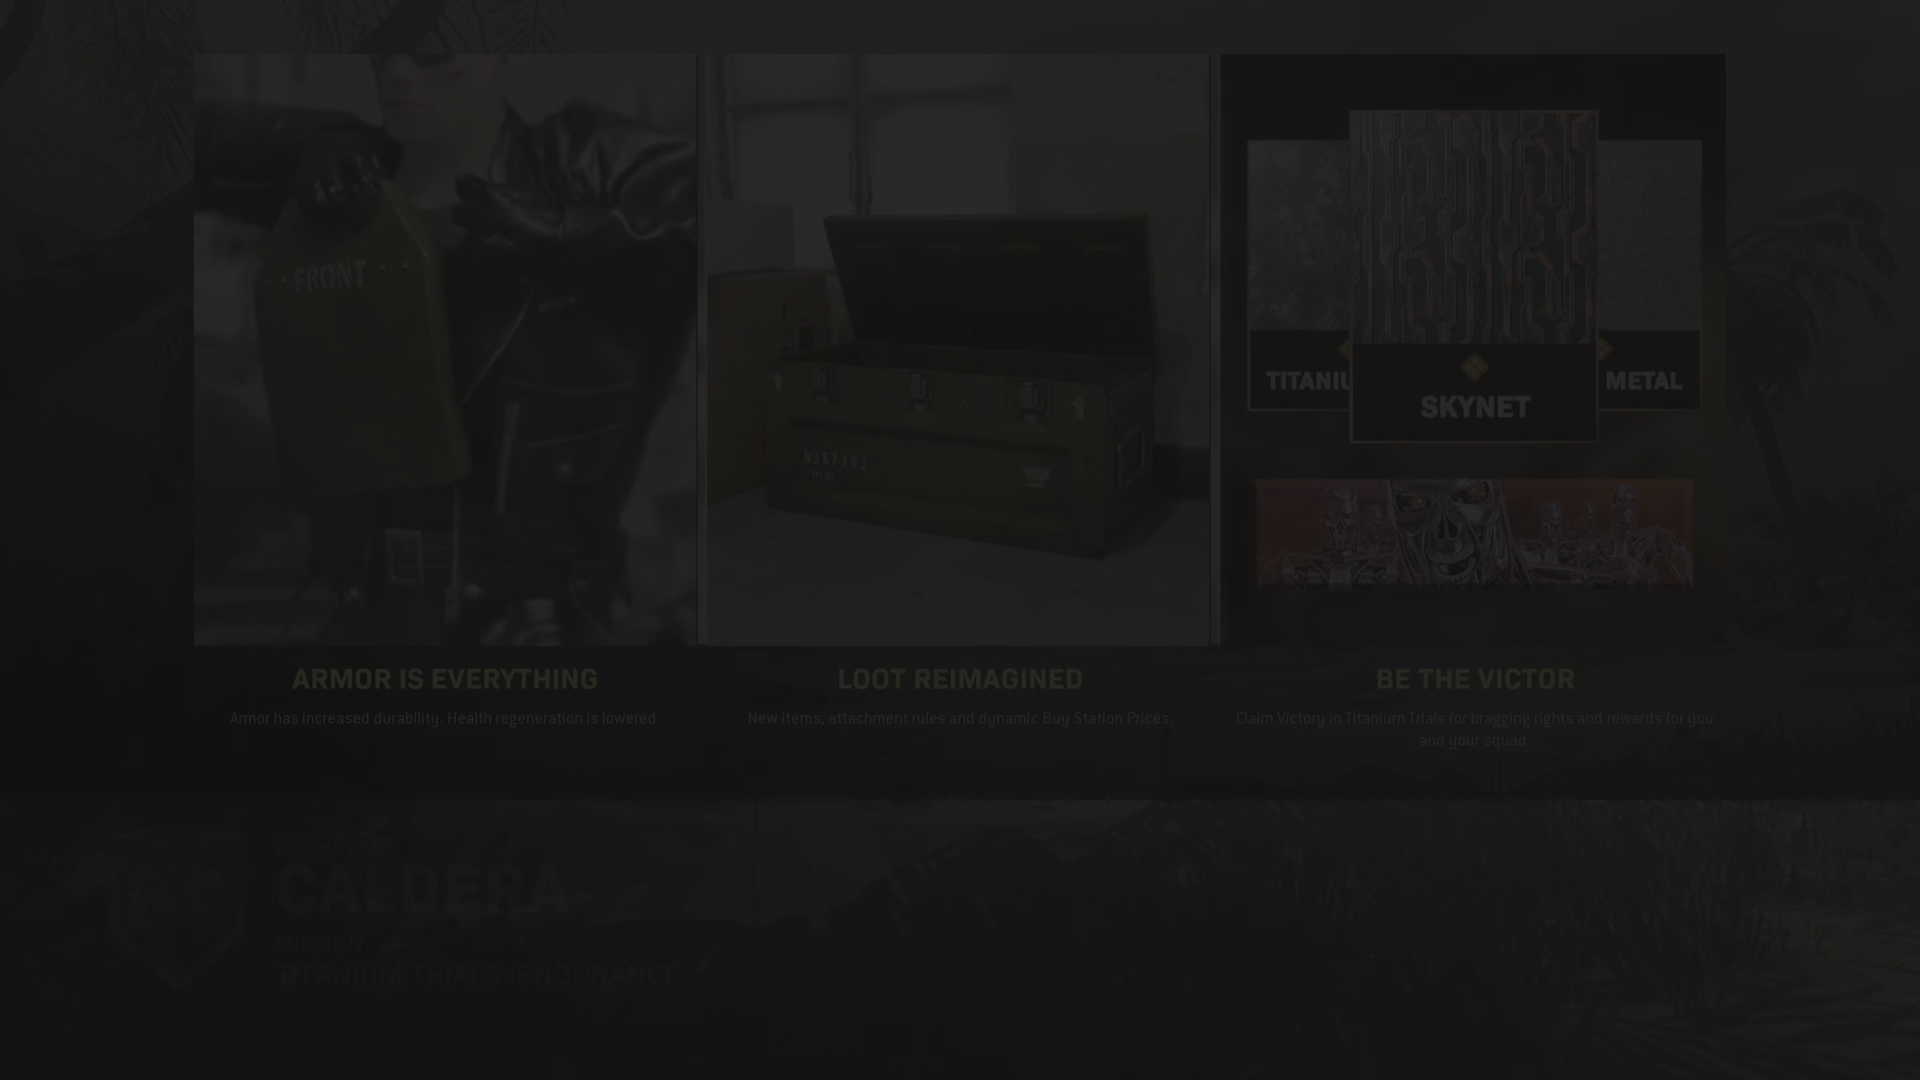 FRONT
N367703
TITANIU
SKYNET
METAL
ARMOR IS EVERYTHING
Armor has increased durability. Health regeneration is lowered.
LOOT REIMAGINED
New items, attachment rules and dynamic Buy Station Prices.
BE THE VICTOR
Claim Victory in Titanium Trials for bragging rights and rewards for you
and your squad.
OPERATION
CALDERA
TITANIUM TRIALS: ENDURANCE